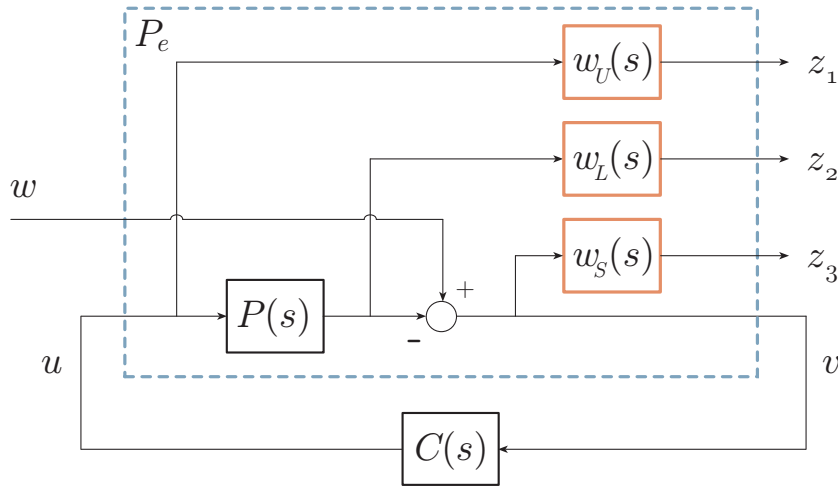 P_e
w_U(s)
z_1
w_L(s)
z_2
w
w_S(s)
z_3
+
P(s)
-
u
v
C(s)